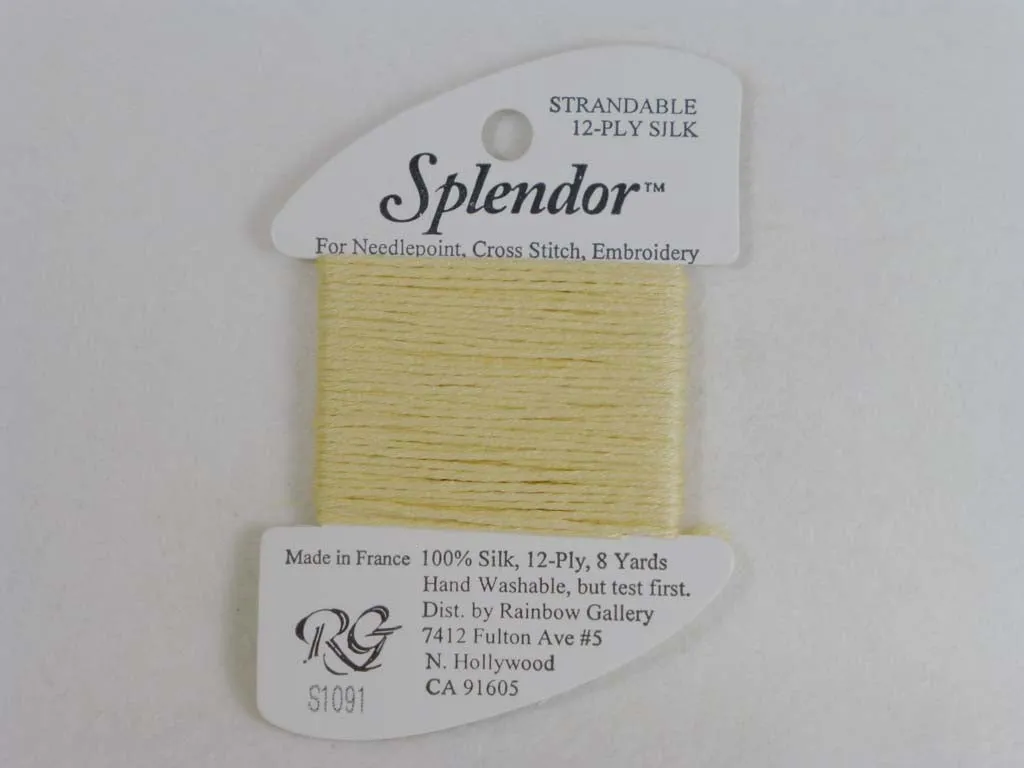 STRANDABLE
12-PLY SILK
Splendor™
For Needlepoint, Cross Stitch, Embroidery
Made in France 100% Silk, 12-Ply, 8 Yards
Hand Washable, but test first.
Dist. by Rainbow Gallery
7412 Fulton Ave #5
N. Hollywood
CA 91605
RG
S1091